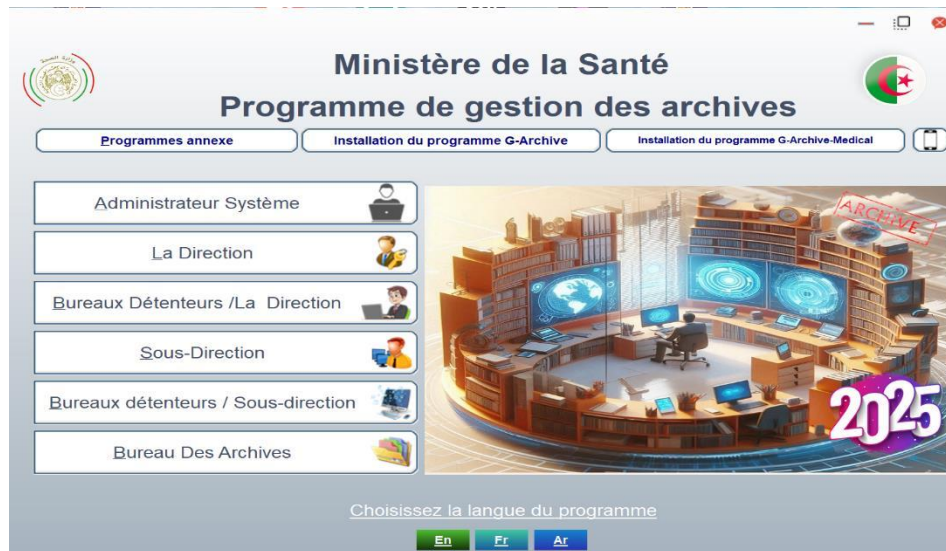 Ministère de la Santé
Programme de gestion des archives
Programmes annexe
Installation du programme G-Archive
Installation du programme G-Archive-Medical
Administrateur Système
La Direction
Bureaux Détenteurs /La Direction
Sous-Direction
Bureaux détenteurs / Sous-direction
Bureau Des Archives
ARCHIVE
2025
Choisissez la langue du programme
En
Fr
Ar